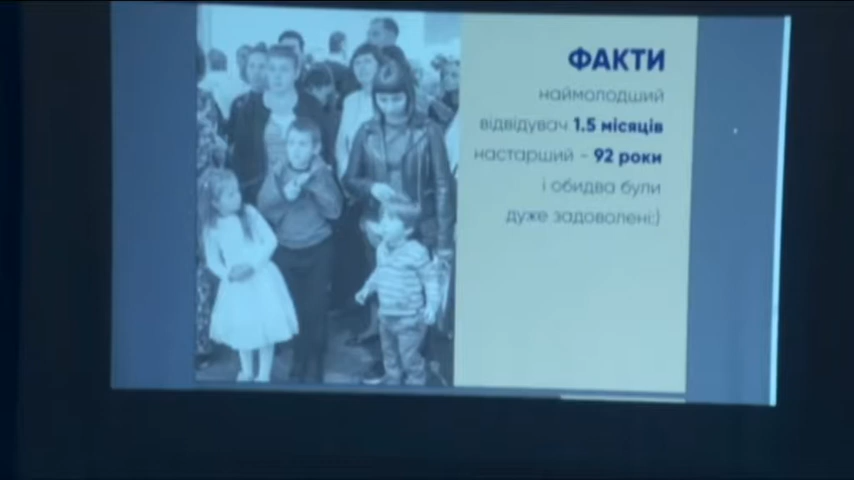 ФАКТИ
наймолодший
відвідувач 1.5 місяців
настарший - 92 роки
і обидва були
дуже задоволені:)